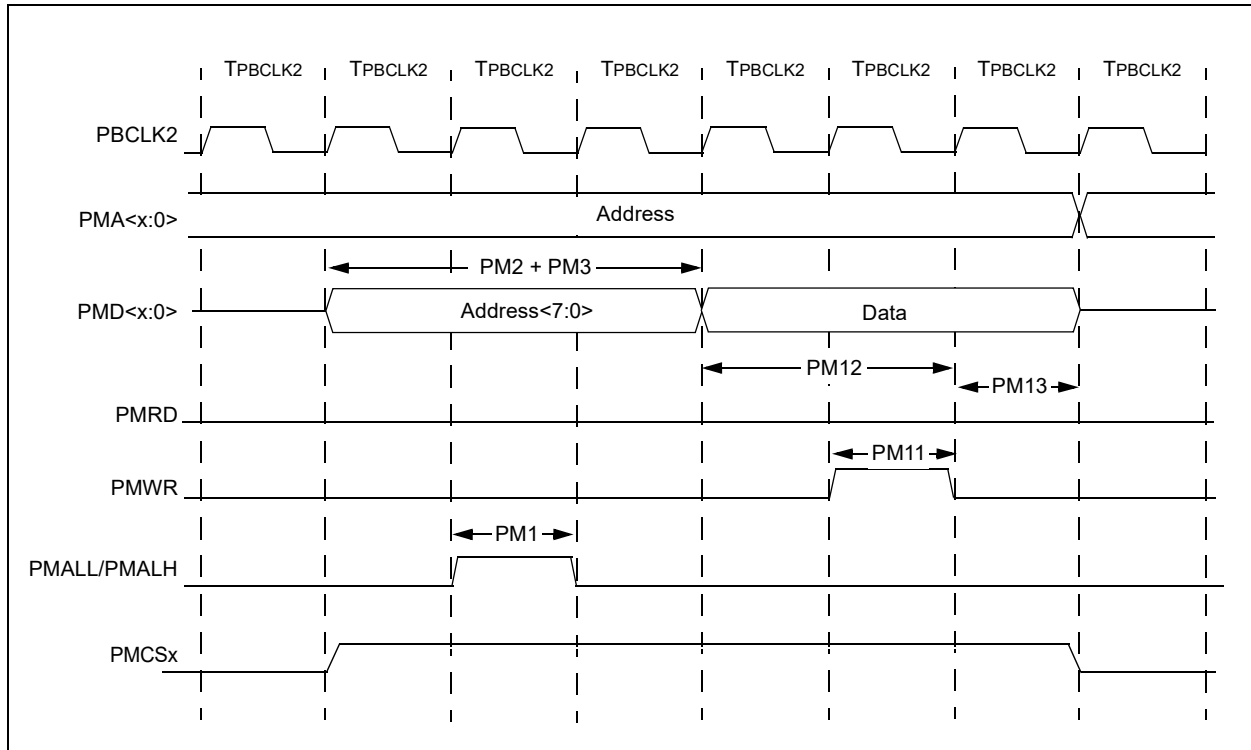 TPBCLK2 TPBCLK2 TPBCLK2 TPBCLK2 TPBCLK2 TPBCLK2 TPBCLK2 TPBCLK2
PBCLK2
PMA<x:0> Address
PM2 + PM3
PMD<x:0> Address<7:0> Data
PM12
PM13
PMRD
PM11
PMWR
PM1
PMALL/PMALH
PMCSx